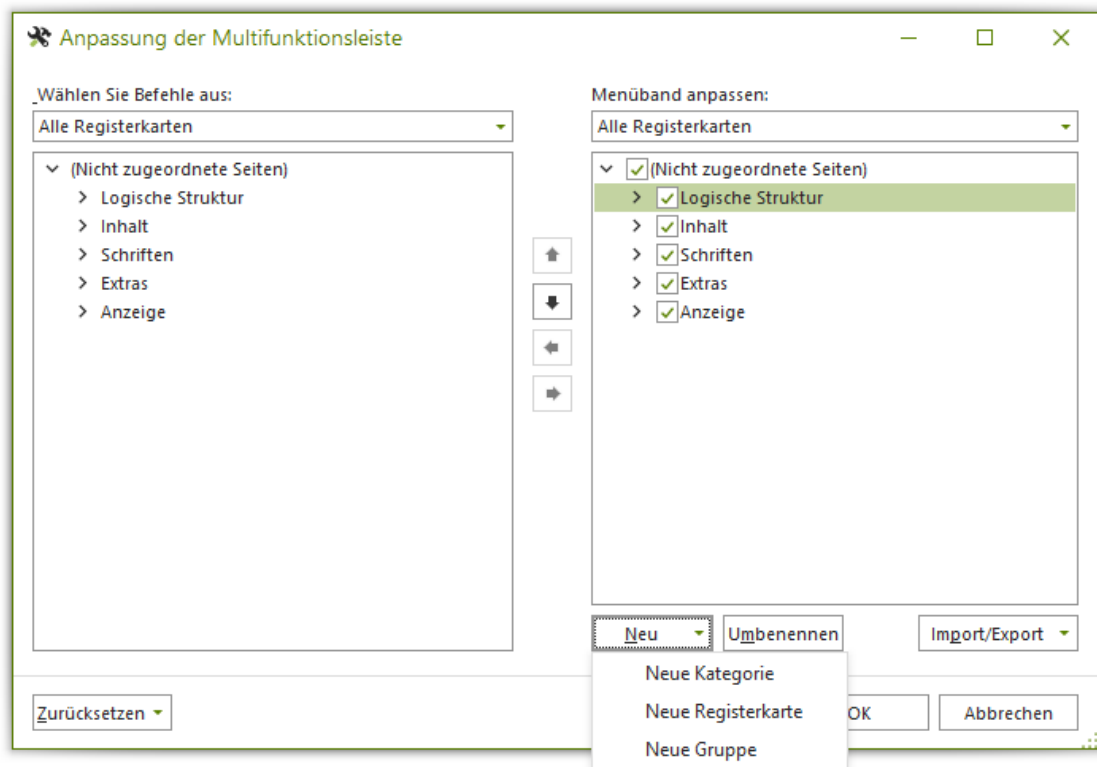 Anpassung der Multifunktionsleiste
Wählen Sie Befehle aus:
Alle Registerkarten
(Nicht zugeordnete Seiten)
Logische Struktur
Inhalt
Schriften
Extras
Anzeige
Menüband anpassen:
Alle Registerkarten
(Nicht zugeordnete Seiten)
Logische Struktur
Inhalt
Schriften
Extras
Anzeige
Neu
Umbenennen
Import/Export
Neue Kategorie
Neue Registerkarte
Neue Gruppe
Zurücksetzen
OK
Abbrechen